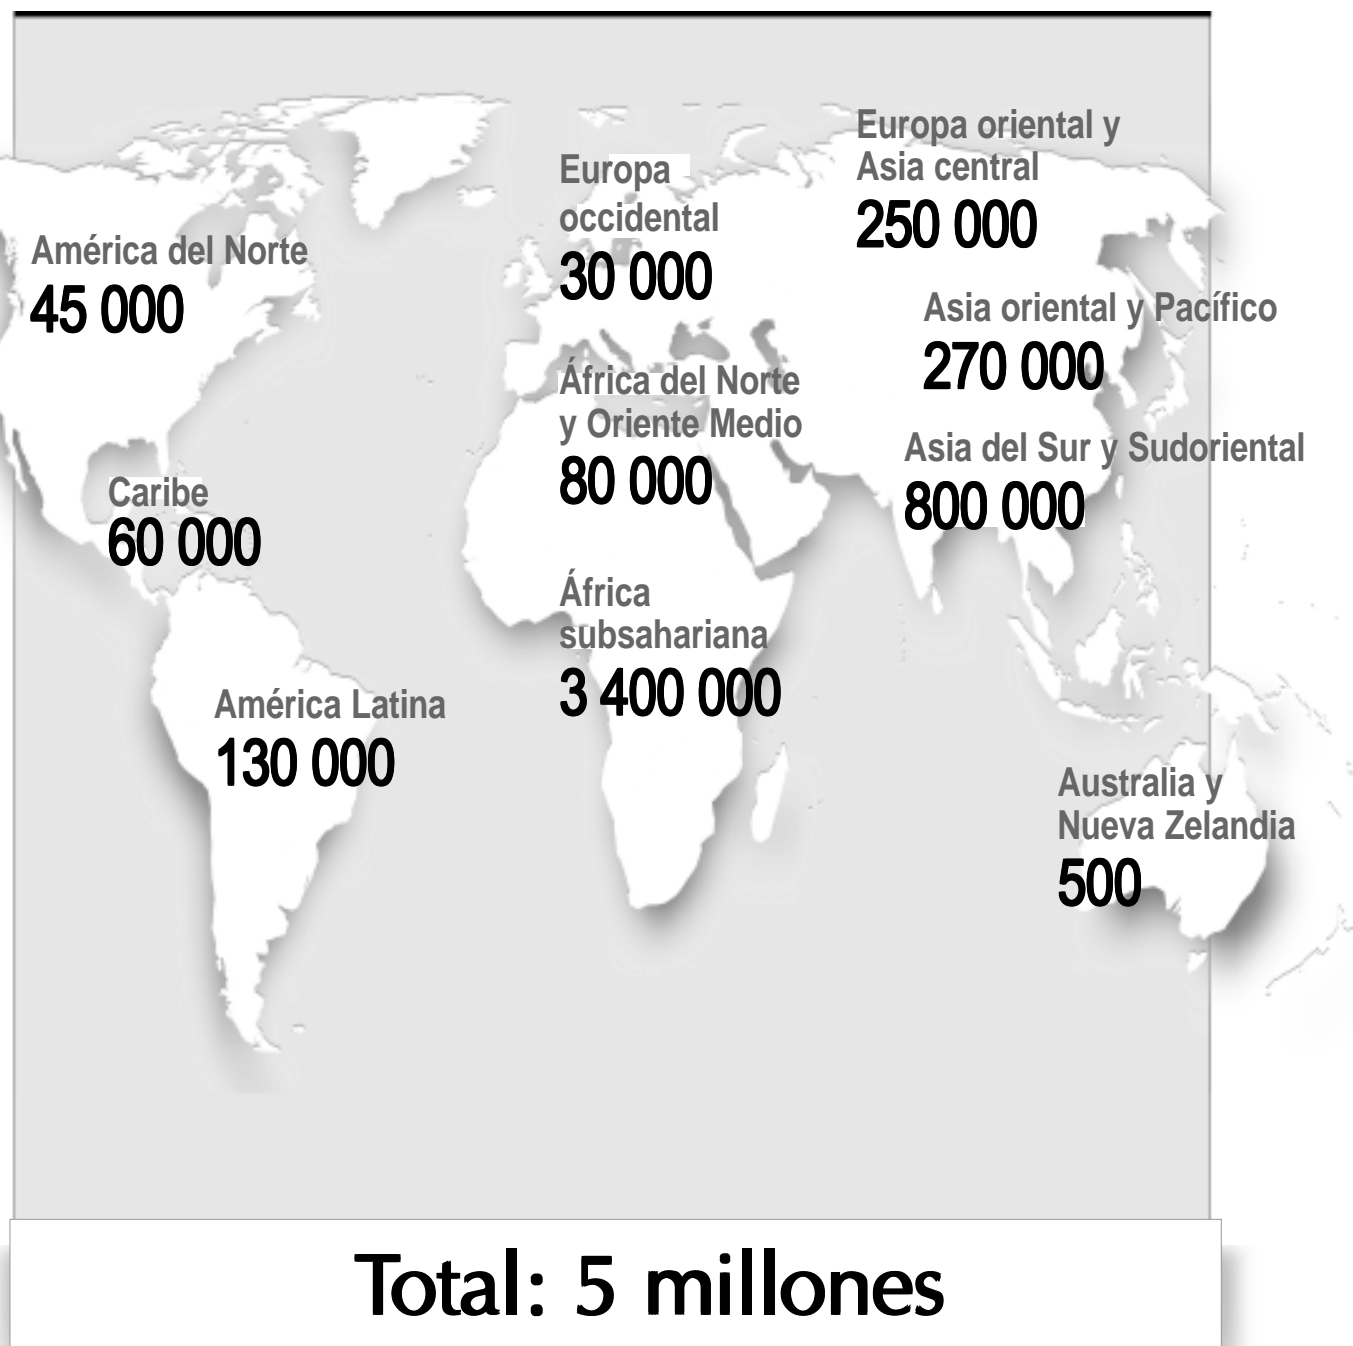 América del Norte
45 000
Caribe
60 000
América Latina
130 000
Europa
occidental
30 000
África del Norte
y Oriente Medio
80 000
África
subsahariana
3 400 000
Europa oriental y
Asia central
250 000
Asia oriental y Pacífico
270 000
Asia del Sur y Sudoriental
800 000
Australia y
Nueva Zelandia
500
Total: 5 millones